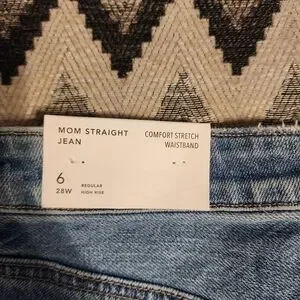 MOM STRAIGHT
JEAN
COMFORT STRETCH
WAISTBAND
6
28W
REGULAR
HIGH RISE